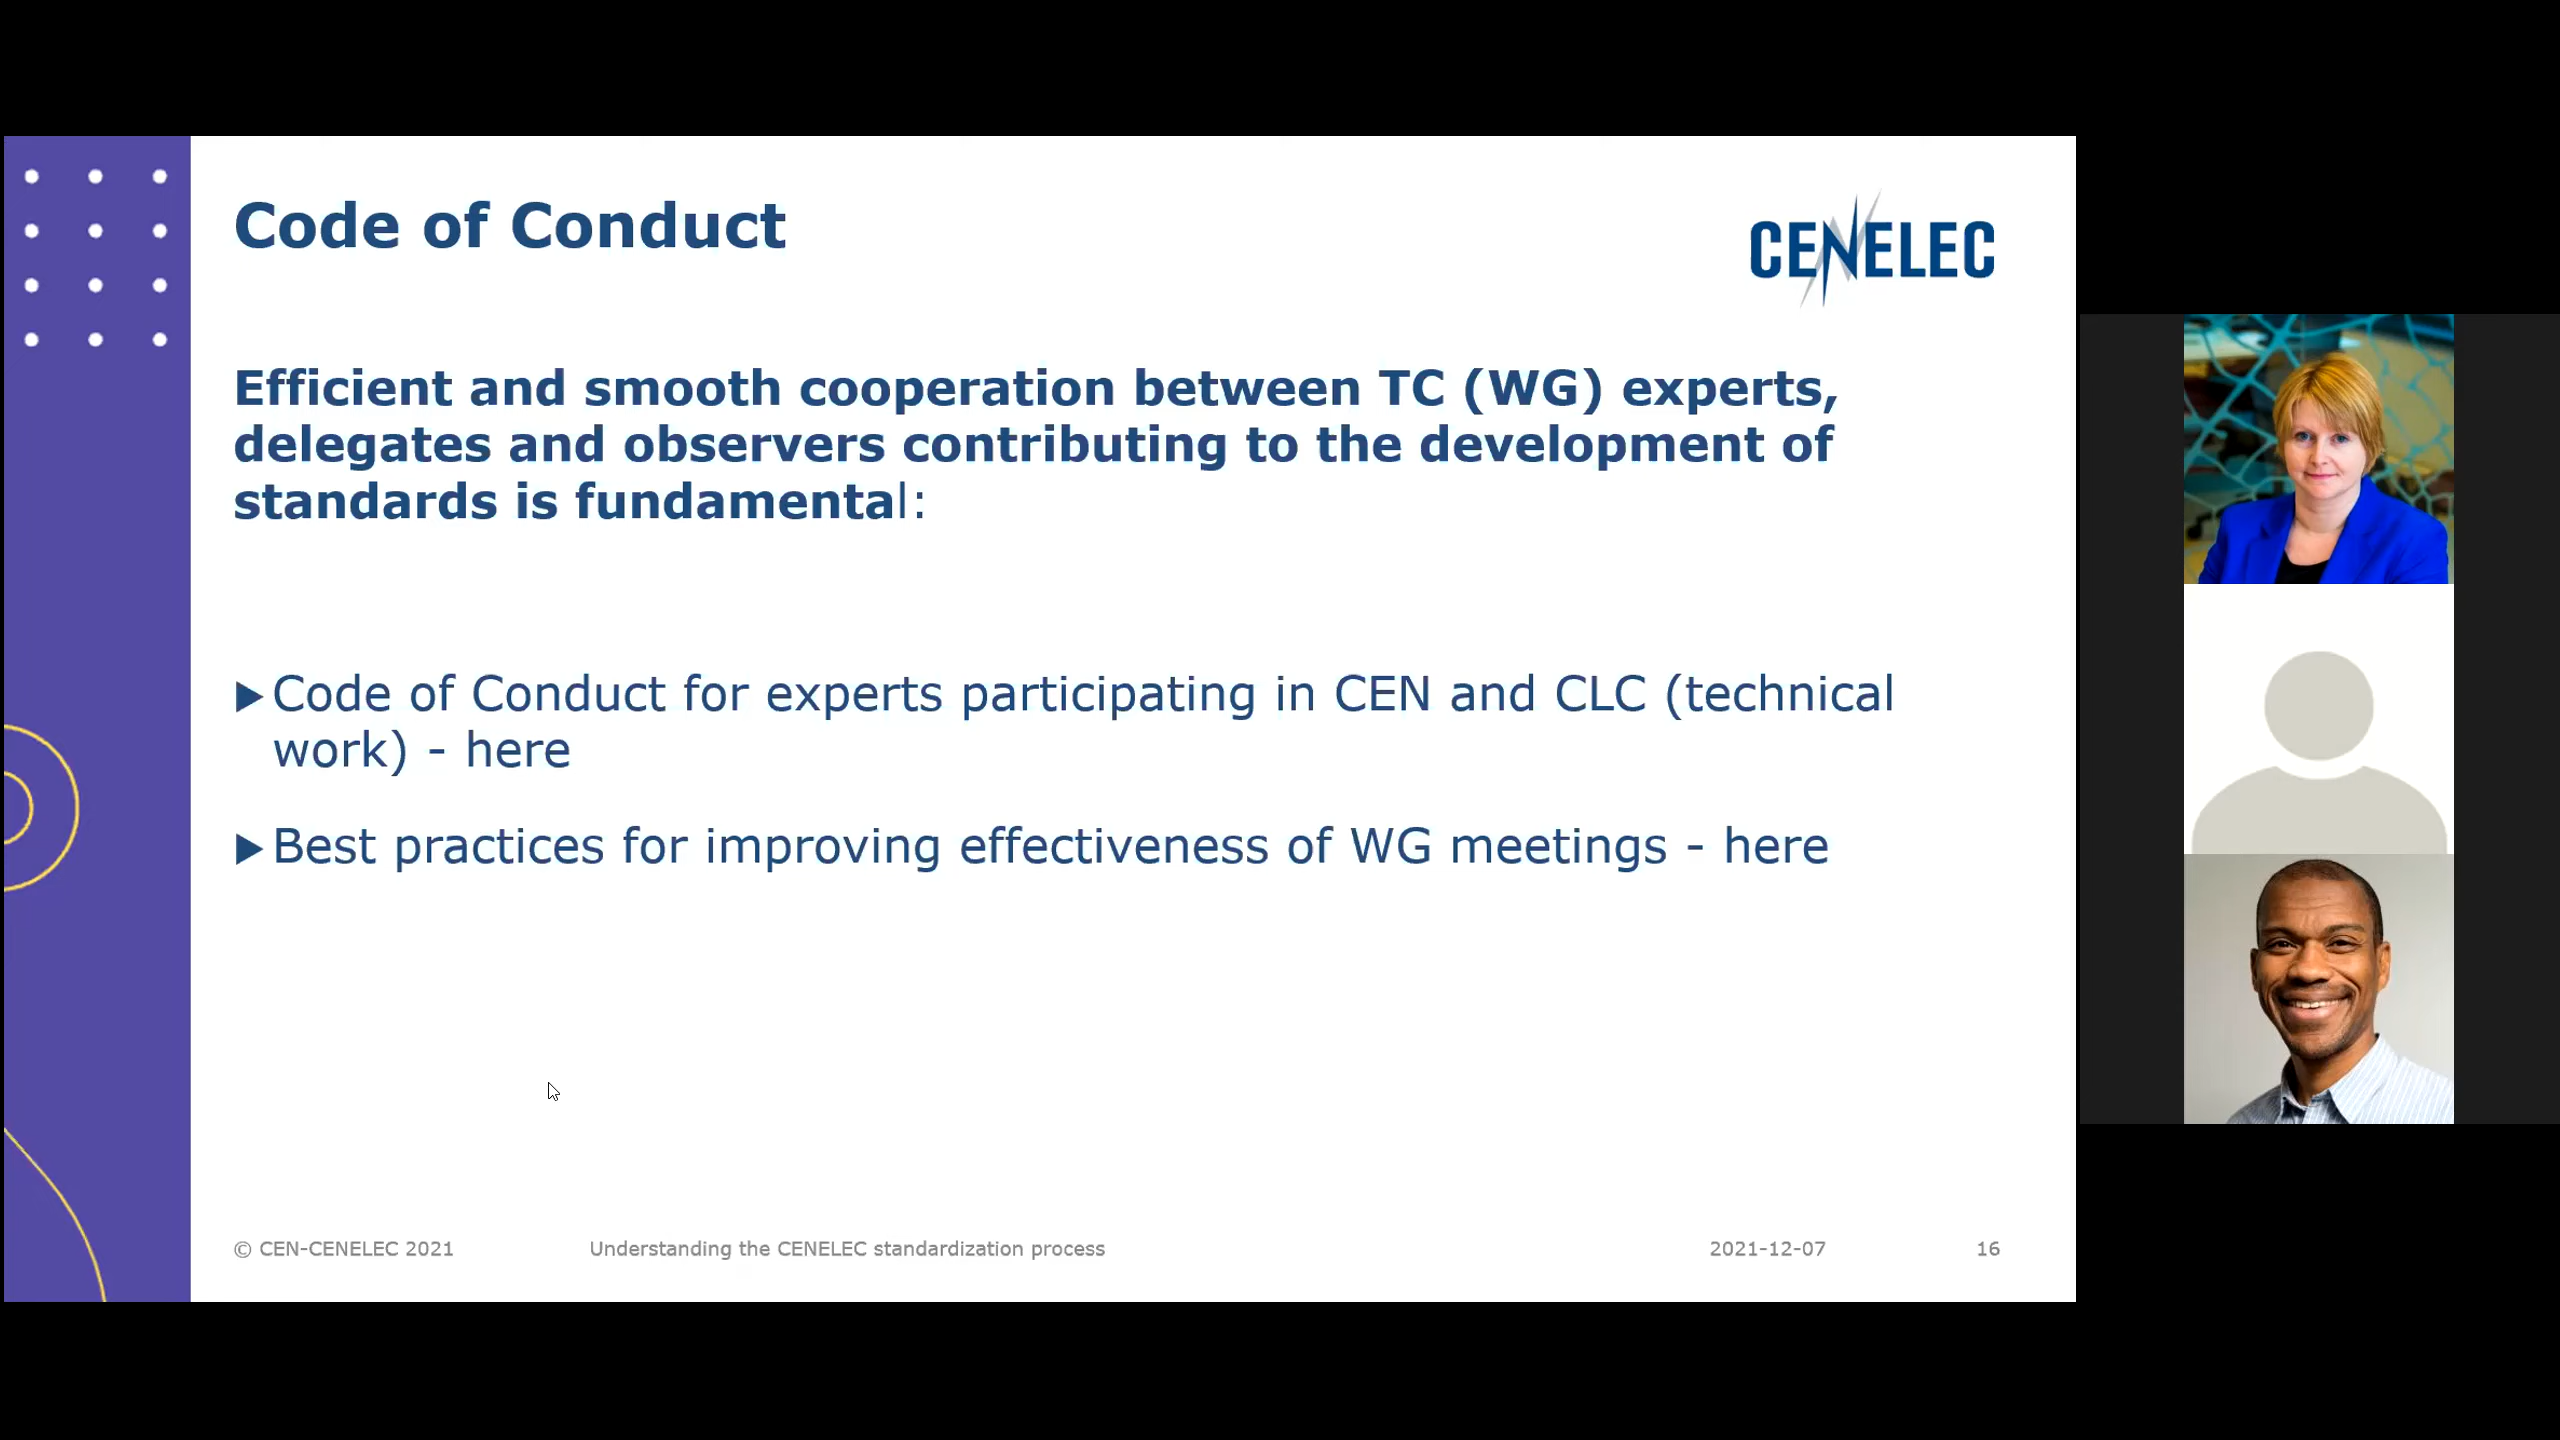 Code of Conduct
CENELEC
Efficient and smooth cooperation between TC (WG) experts,
delegates and observers contributing to the development of
standards is fundamental:
▶Code of Conduct for experts participating in CEN and CLC (technical
work) - here
▶Best practices for improving effectiveness of WG meetings - here
© CEN-CENELEC 2021
Understanding the CENELEC standardization process
2021-12-07
16